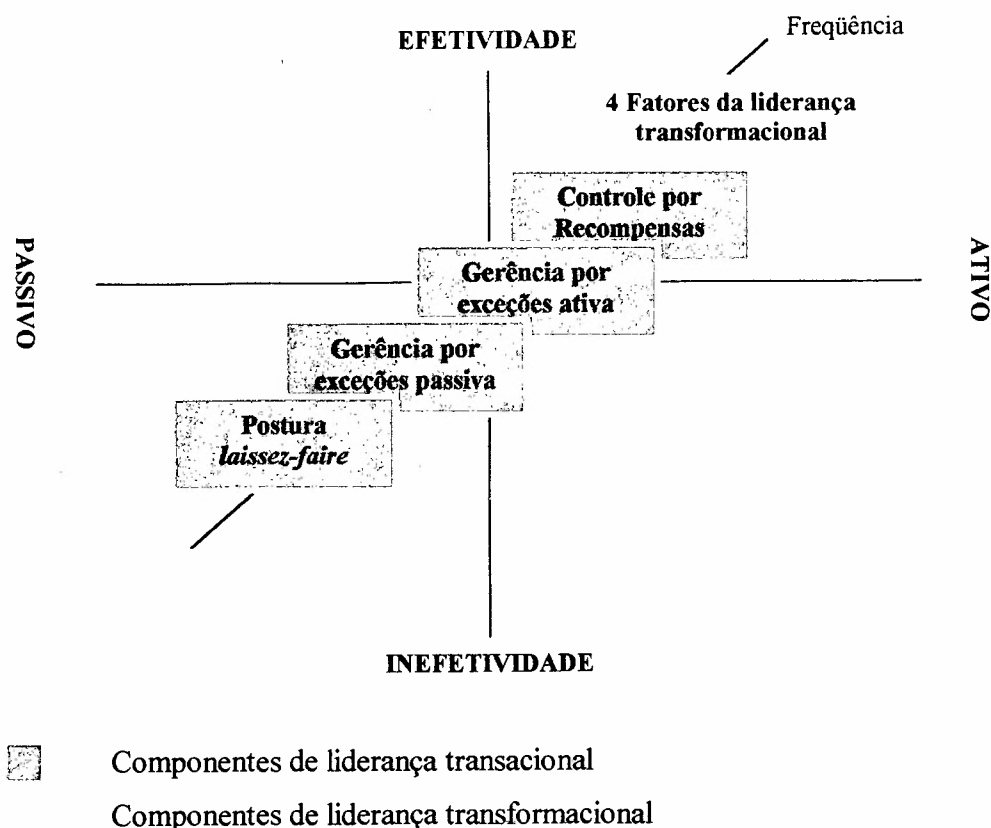 Freqüência
EFETIVIDADE
4 Fatores da liderança
transformacional
Controle por
Recompensas
PASSIVO
Gerência por
exceções ativa
ATIVO
Gerência por
exceções passiva
Postura
laissez-faire
INEFETIVIDADE
Componentes de liderança transacional
Componentes de liderança transformacional